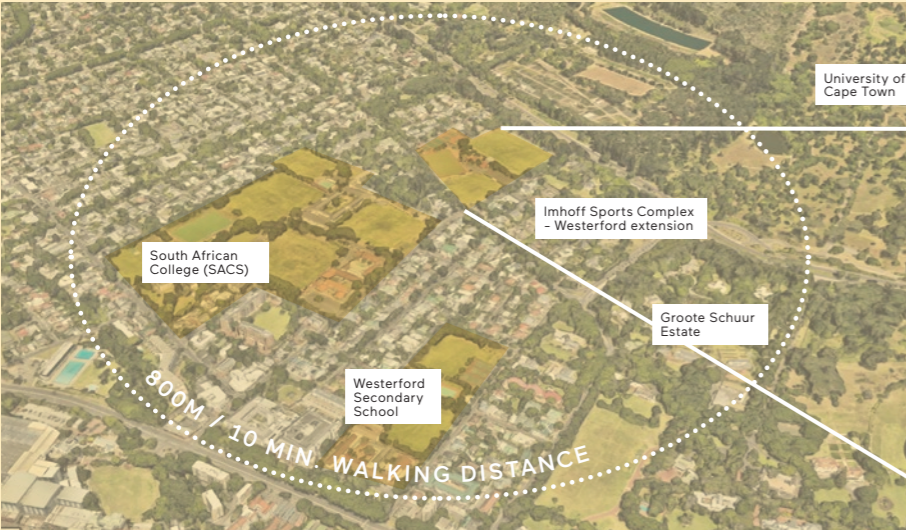 University of
Cape Town
Imhoff Sports Complex
– Westerford extension
South African
College (SACS)
Groote Schuur
Estate
Westerford
Secondary
School
800M / 10 MIN. WALKING DISTANCE